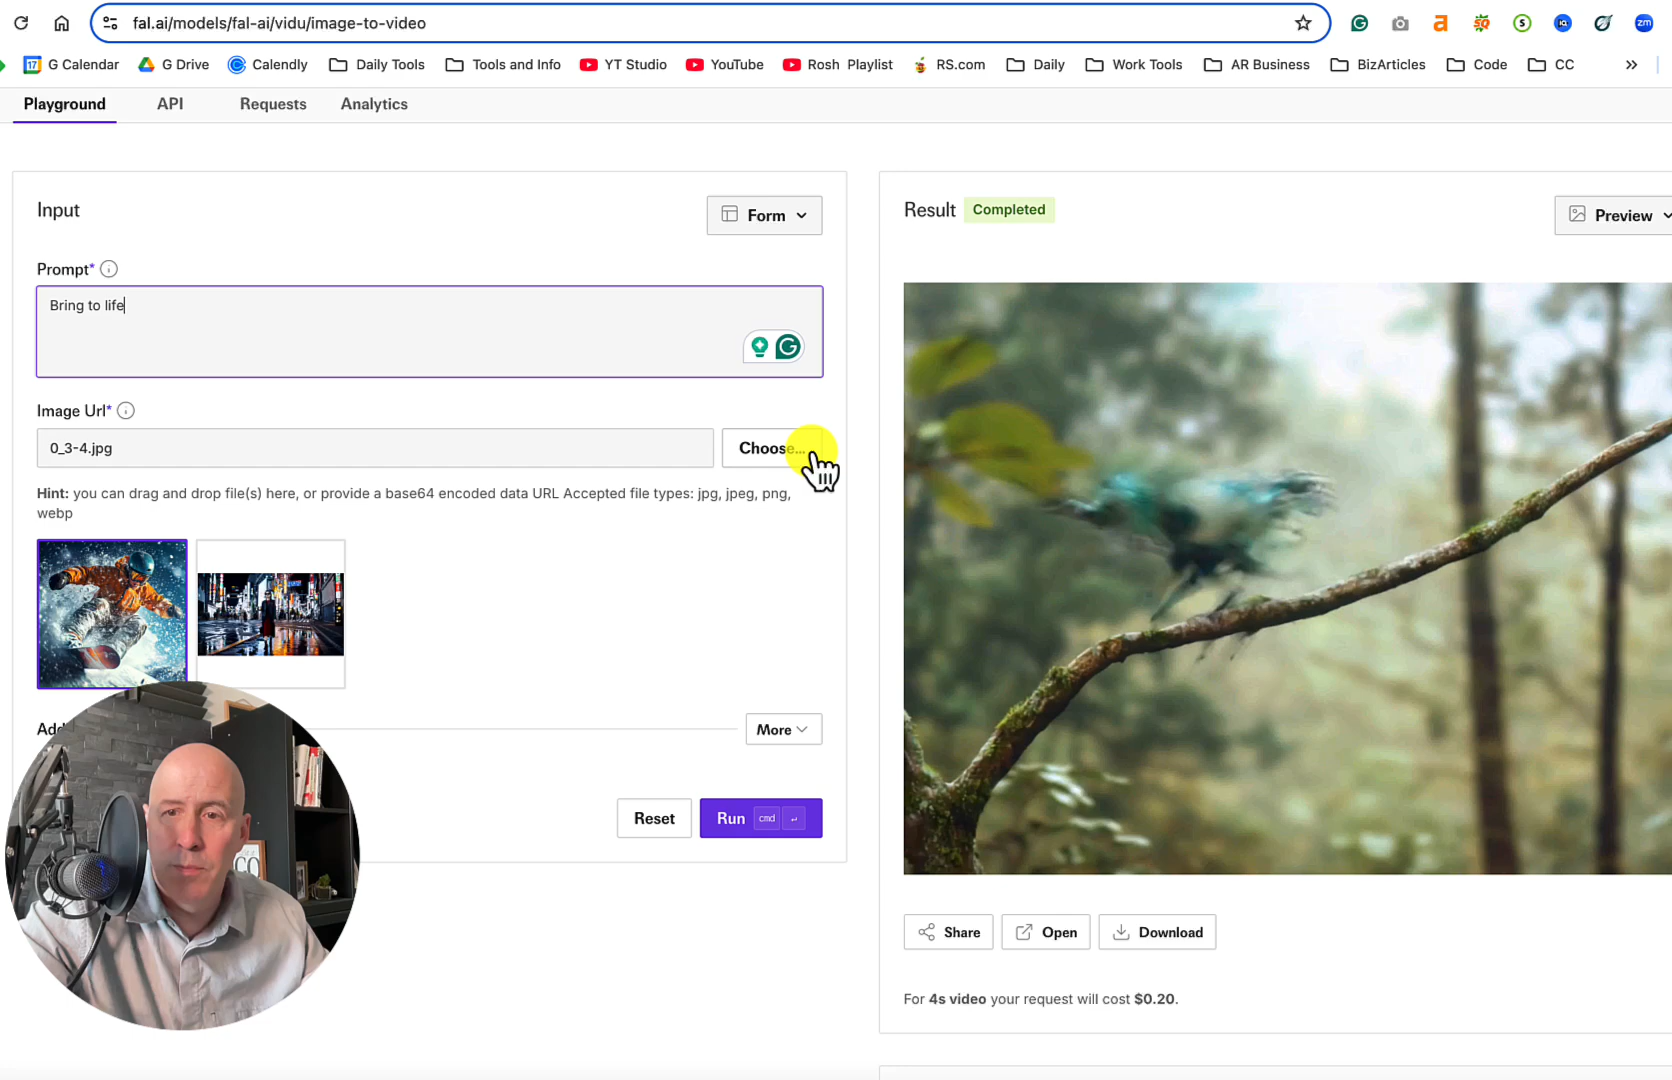 fal.ai/models/fal-ai/vidu/image-to-video
17 G Calendar G Drive Calendly Daily Tools Tools and Info YT Studio YouTube Rosh Playlist RS.com Daily Work Tools AR Business BizArticles Code CC »
Playground API Requests Analytics
Input
Form
Prompt*
Bring to life
Image Url*
0_3-4.jpg
Choose...
Hint: you can drag and drop file(s) here, or provide a base64 encoded data URL Accepted file types: jpg, jpeg, png,
webp
More
Reset
Run cmd
Result Completed
Preview
Share Open Download
For 4s video your request will cost $0.20.